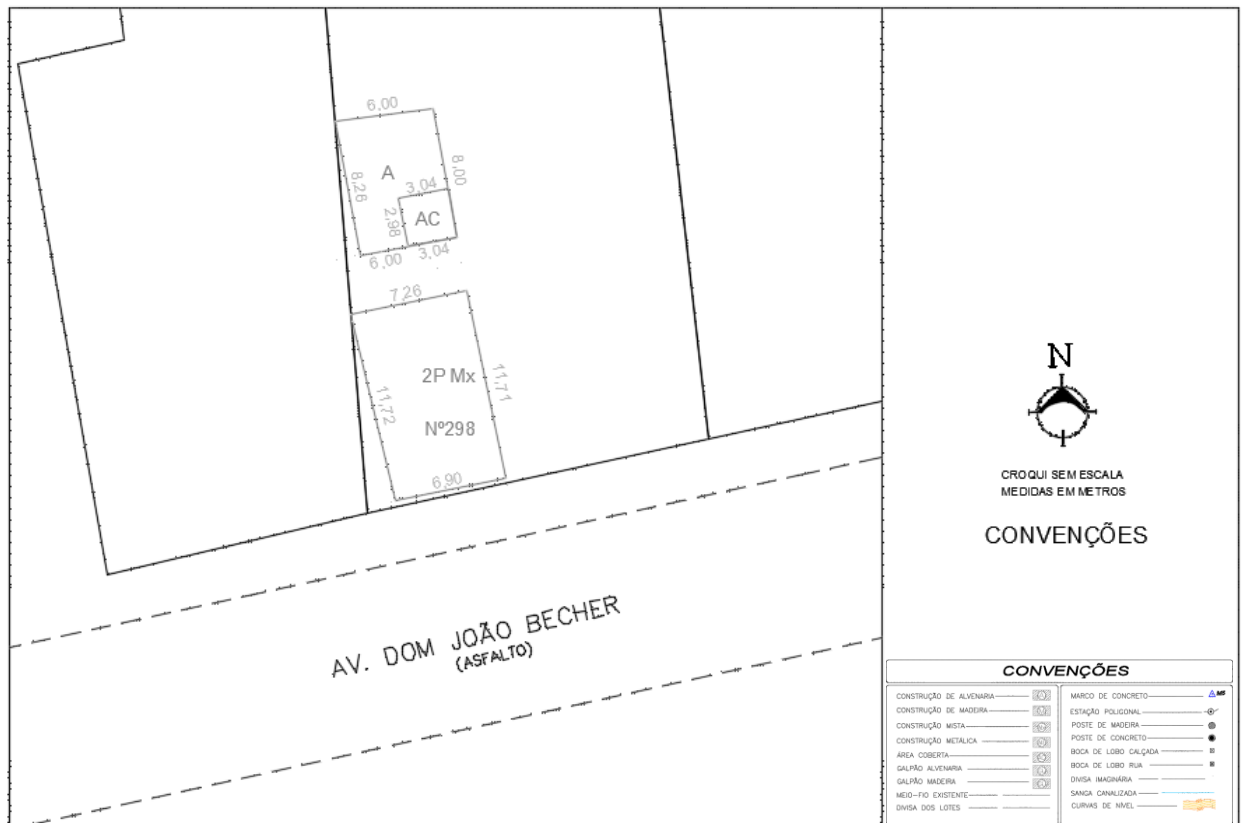 6,00
A
8,26
8,00
3,04
2,98
AC
6,00
3,04
7,26
2P Mx
11,72
11,71
Nº298
6,90
AV. DOM JOÃO BECHER
(ASFALTO)
N
CROQUI SEM ESCALA
MEDIDAS EM METROS
CONVENÇÕES
CONVENÇÕES
CONSTRUÇÃO DE ALVENARIA
CONSTRUÇÃO DE MADEIRA
CONSTRUÇÃO MISTA
CONSTRUÇÃO METÁLICA
ÁREA COBERTA
GALPÃO ALVENARIA
GALPÃO MADEIRA
MEIO-FIO EXISTENTE
DIVISA DOS LOTES
MARCO DE CONCRETO
ESTAÇÃO POLIGONAL
POSTE DE MADEIRA
POSTE DE CONCRETO
BOCA DE LOBO CALÇADA
BOCA DE LOBO RUA
DIVISA IMAGINÁRIA
SANGA CANALIZADA
CURVAS DE NÍVEL